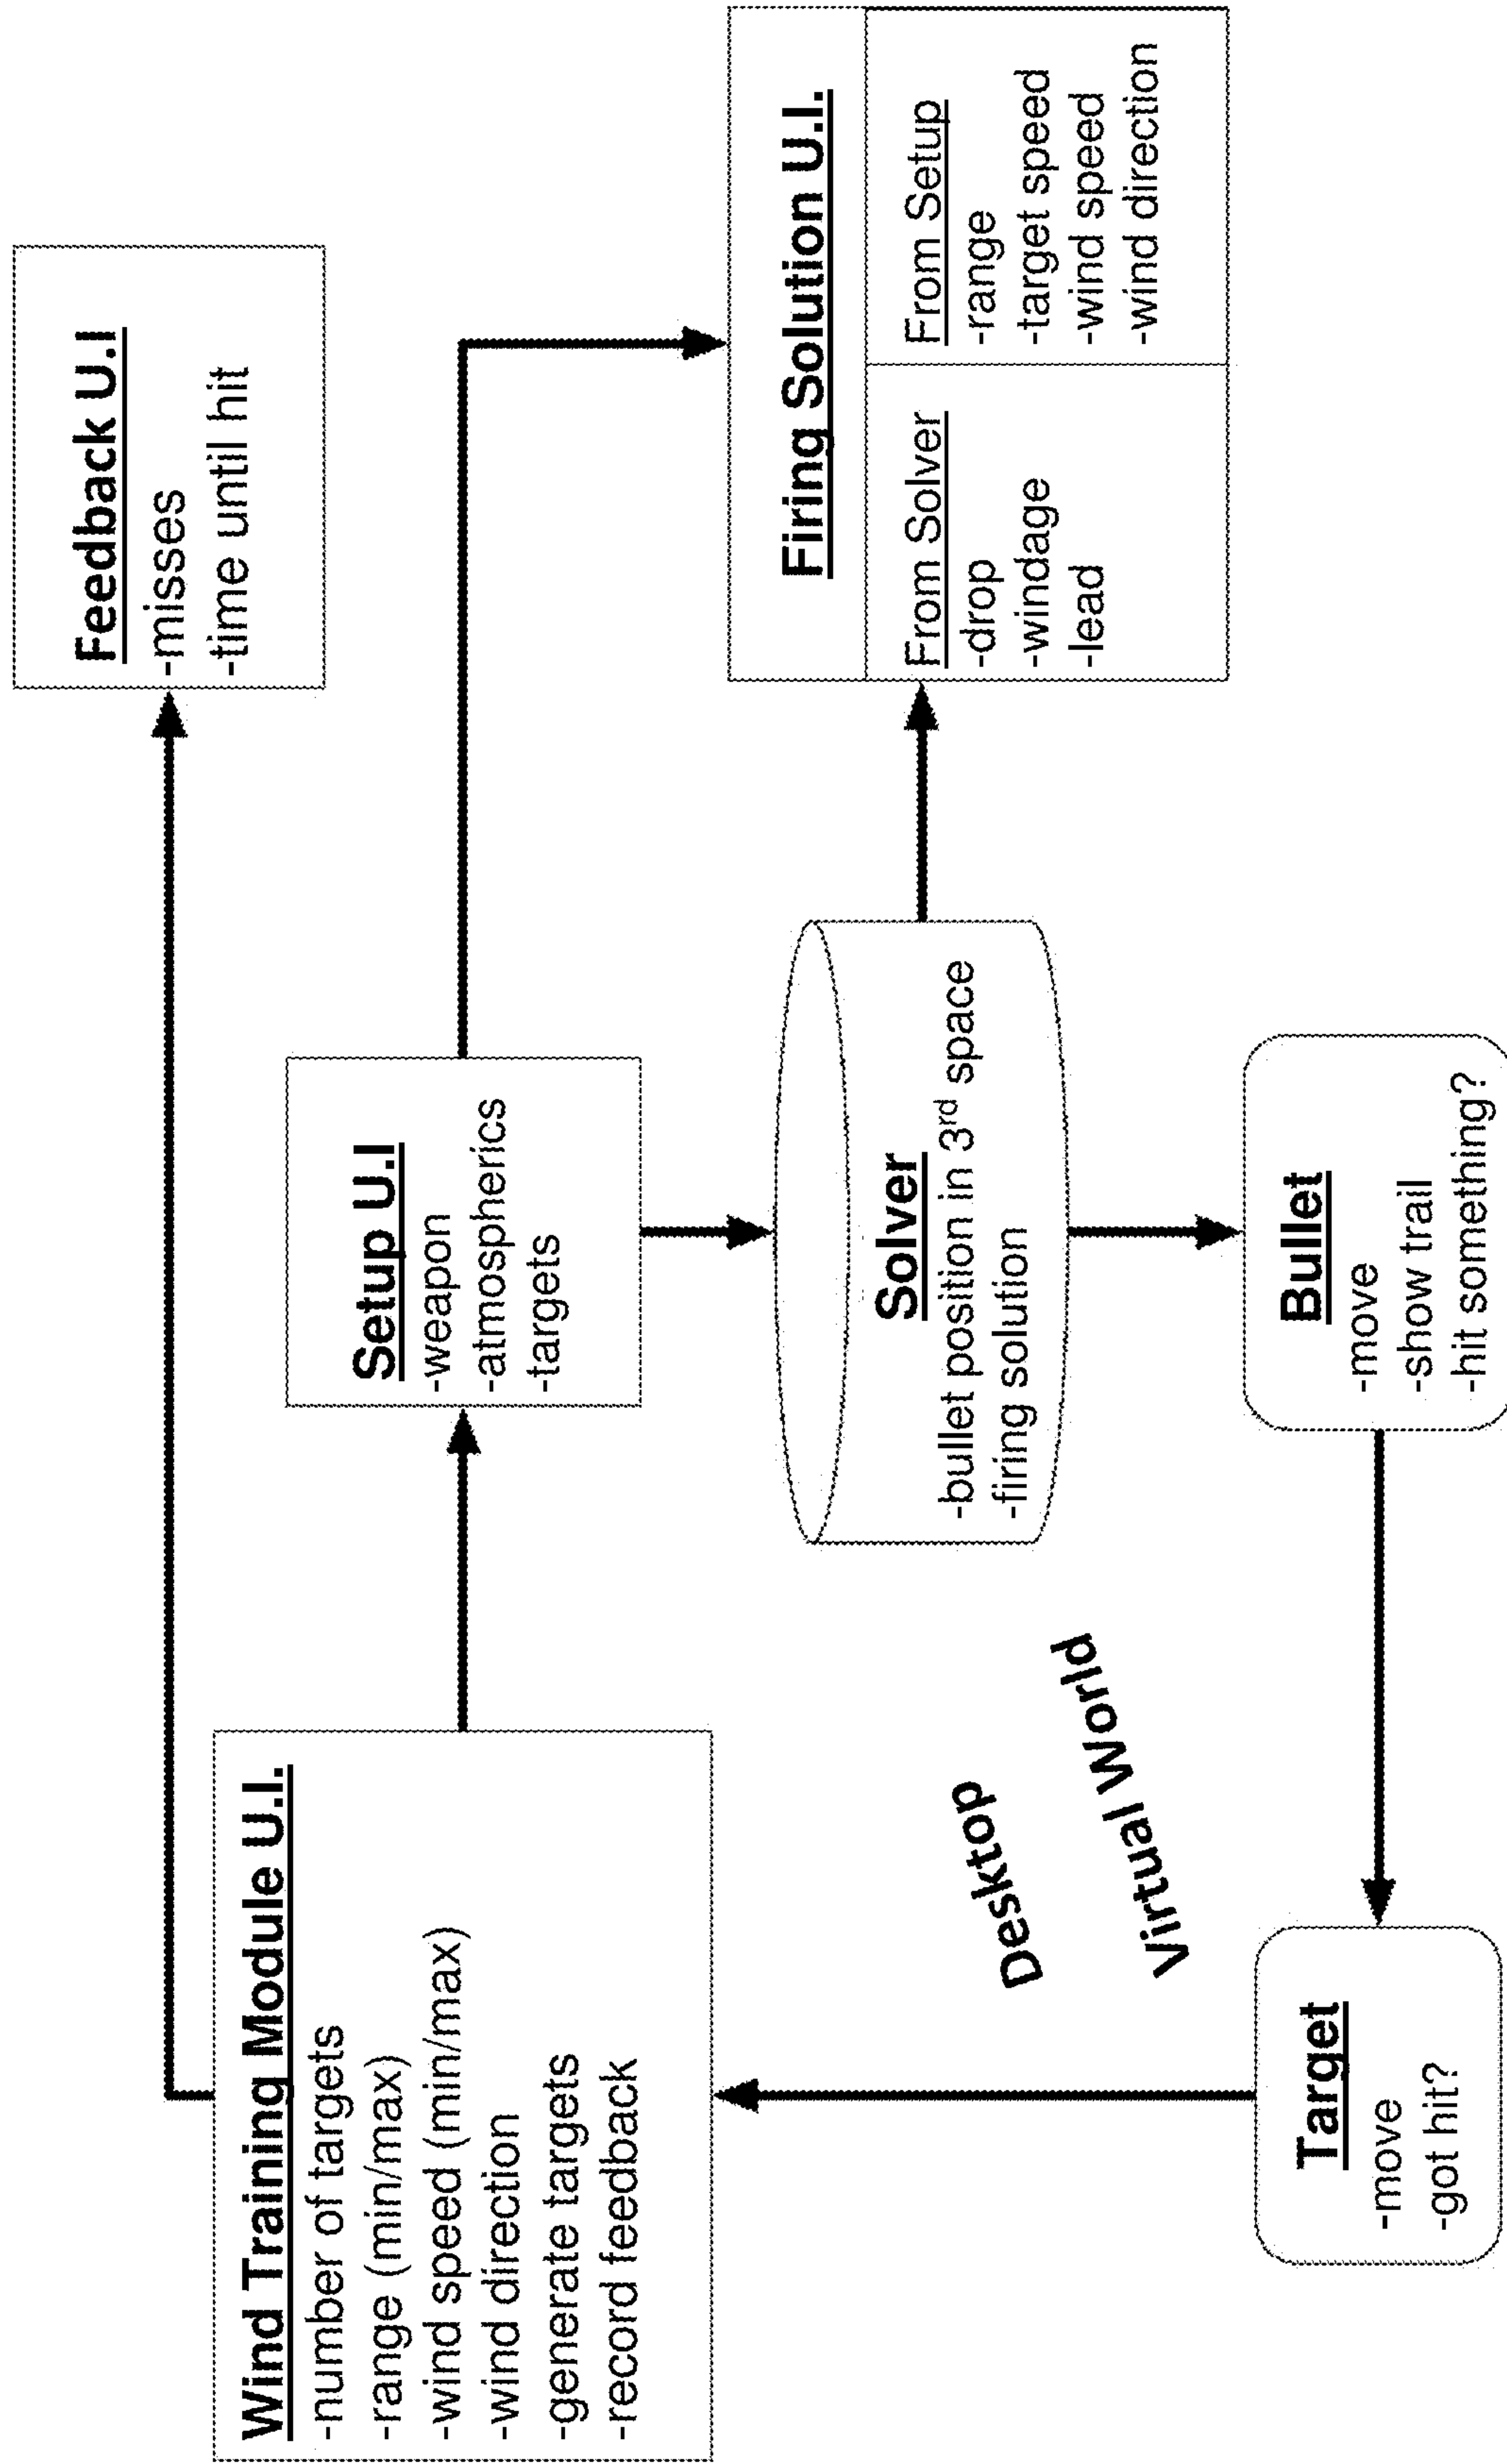 Wind Training Module U.I.
-number of targets
-range (min/max)
-wind speed (min/max)
-wind direction
-generate targets
-record feedback
Setup U.I
-weapon
-atmospherics
-targets
Feedback U.I
-misses
-time until hit
Solver
-bullet position in 3rd space
-firing solution
Firing Solution U.I.
From Solver
-drop
-windage
-lead
From Setup
-range
-target speed
-wind speed
-wind direction
Desktop
Virtual World
Target
-move
-got hit?
Bullet
-move
-show trail
-hit something?